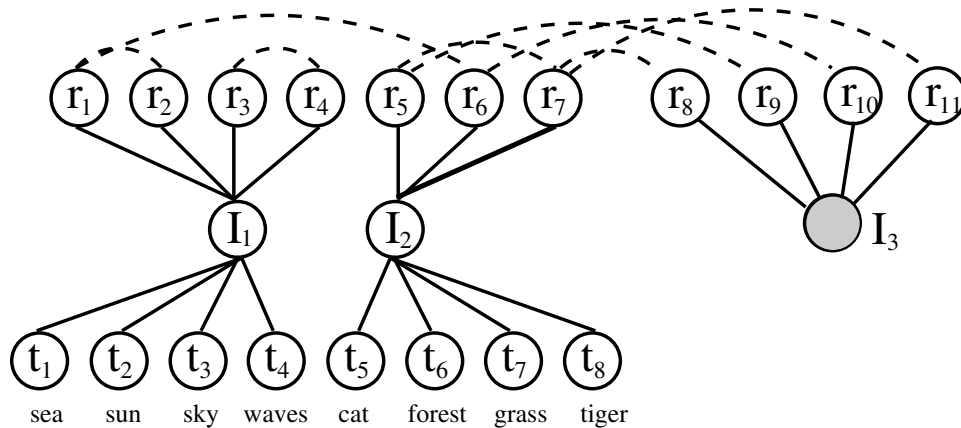 r₁ r₂ r₃ r₄ r₅ r₆ r₇ r₈ r₉ r₁₀ r₁₁
I₁ I₂ I₃
t₁ t₂ t₃ t₄ t₅ t₆ t₇ t₈
sea sun sky waves cat forest grass tiger